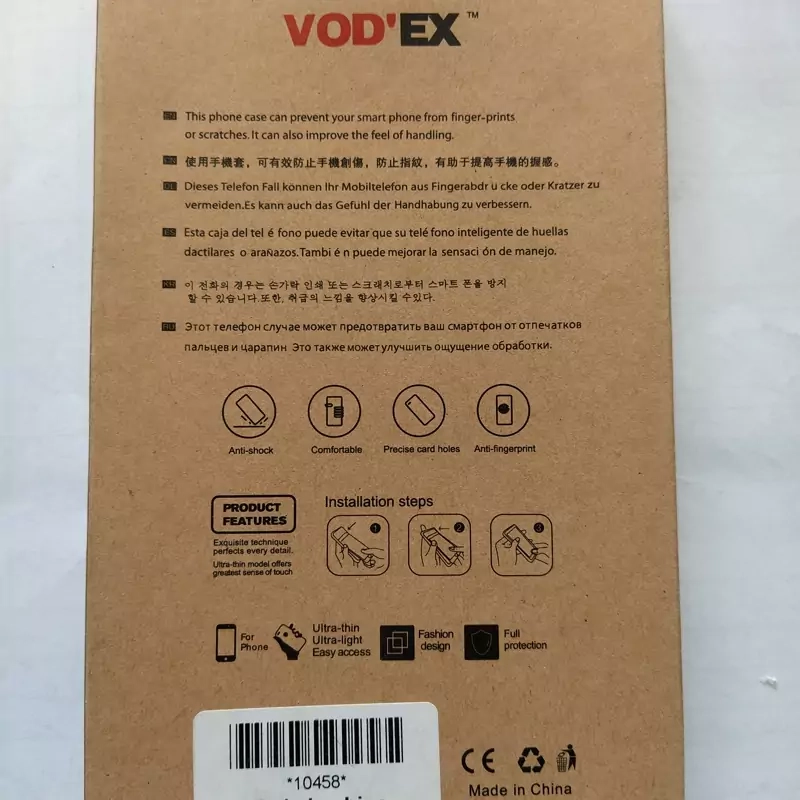 VOD'EX™
This phone case can prevent your smart phone from finger-prints
or scratches. It can also improve the feel of handling.
使用手機套，可有效防止手機創傷，防止指紋，有助于提高手機的握感。
Dieses Telefon Fall können Ihr Mobiltelefon aus Fingerabdr u cke oder Kratzer zu
vermeiden.Es kann auch das Gefühl der Handhabung zu verbessern.
ES Esta caja del tel é fono puede evitar que su telé fono inteligente de huellas
dactilares o arañazos.Tambi é n puede mejorar la sensaci ón de manejo.
이 전화의 경우는 손가락 인쇄 또는 스크래치로부터 스마트 폰을 방지
할 수 있습니다.또한, 취급의 느낌을 향상시킬 수있다.
RU Этот телефон случае может предотвратить ваш смартфон от отпечатков
пальцев и царапин Это также может улучшить ощущение обработки.
Anti-shock Comfortable Precise card holes Anti-fingerprint
PRODUCT
FEATURES
Exquisite technique
perfects every detail.
Ultra-thin model offers
greatest sense of touch
Installation steps
1 2 3
For
Phone
Ultra-thin
Ultra-light
Easy access
Fashion
design
Full
protection
*10458*
CE
Made in China